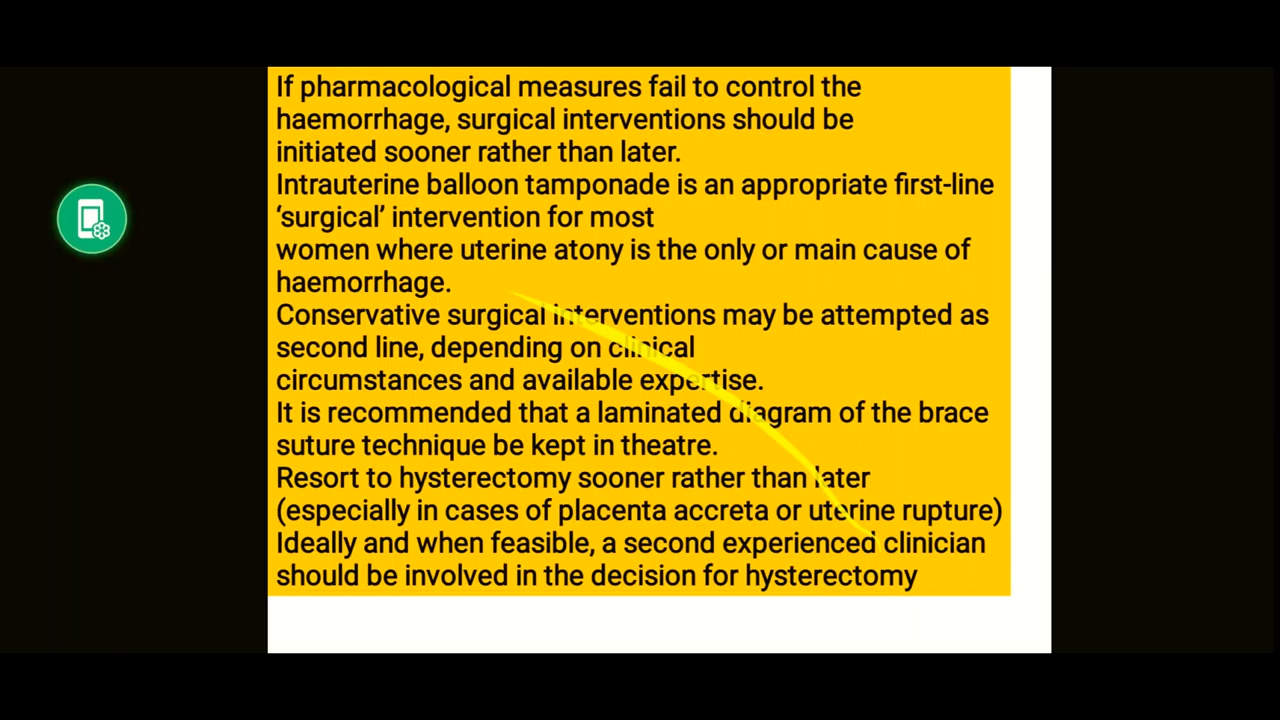 If pharmacological measures fail to control the
haemorrhage, surgical interventions should be
initiated sooner rather than later.
Intrauterine balloon tamponade is an appropriate first-line
‘surgical’ intervention for most
women where uterine atony is the only or main cause of
haemorrhage.
Conservative surgical interventions may be attempted as
second line, depending on clinical
circumstances and available expertise.
It is recommended that a laminated diagram of the brace
suture technique be kept in theatre.
Resort to hysterectomy sooner rather than later
(especially in cases of placenta accreta or uterine rupture)
Ideally and when feasible, a second experienced clinician
should be involved in the decision for hysterectomy